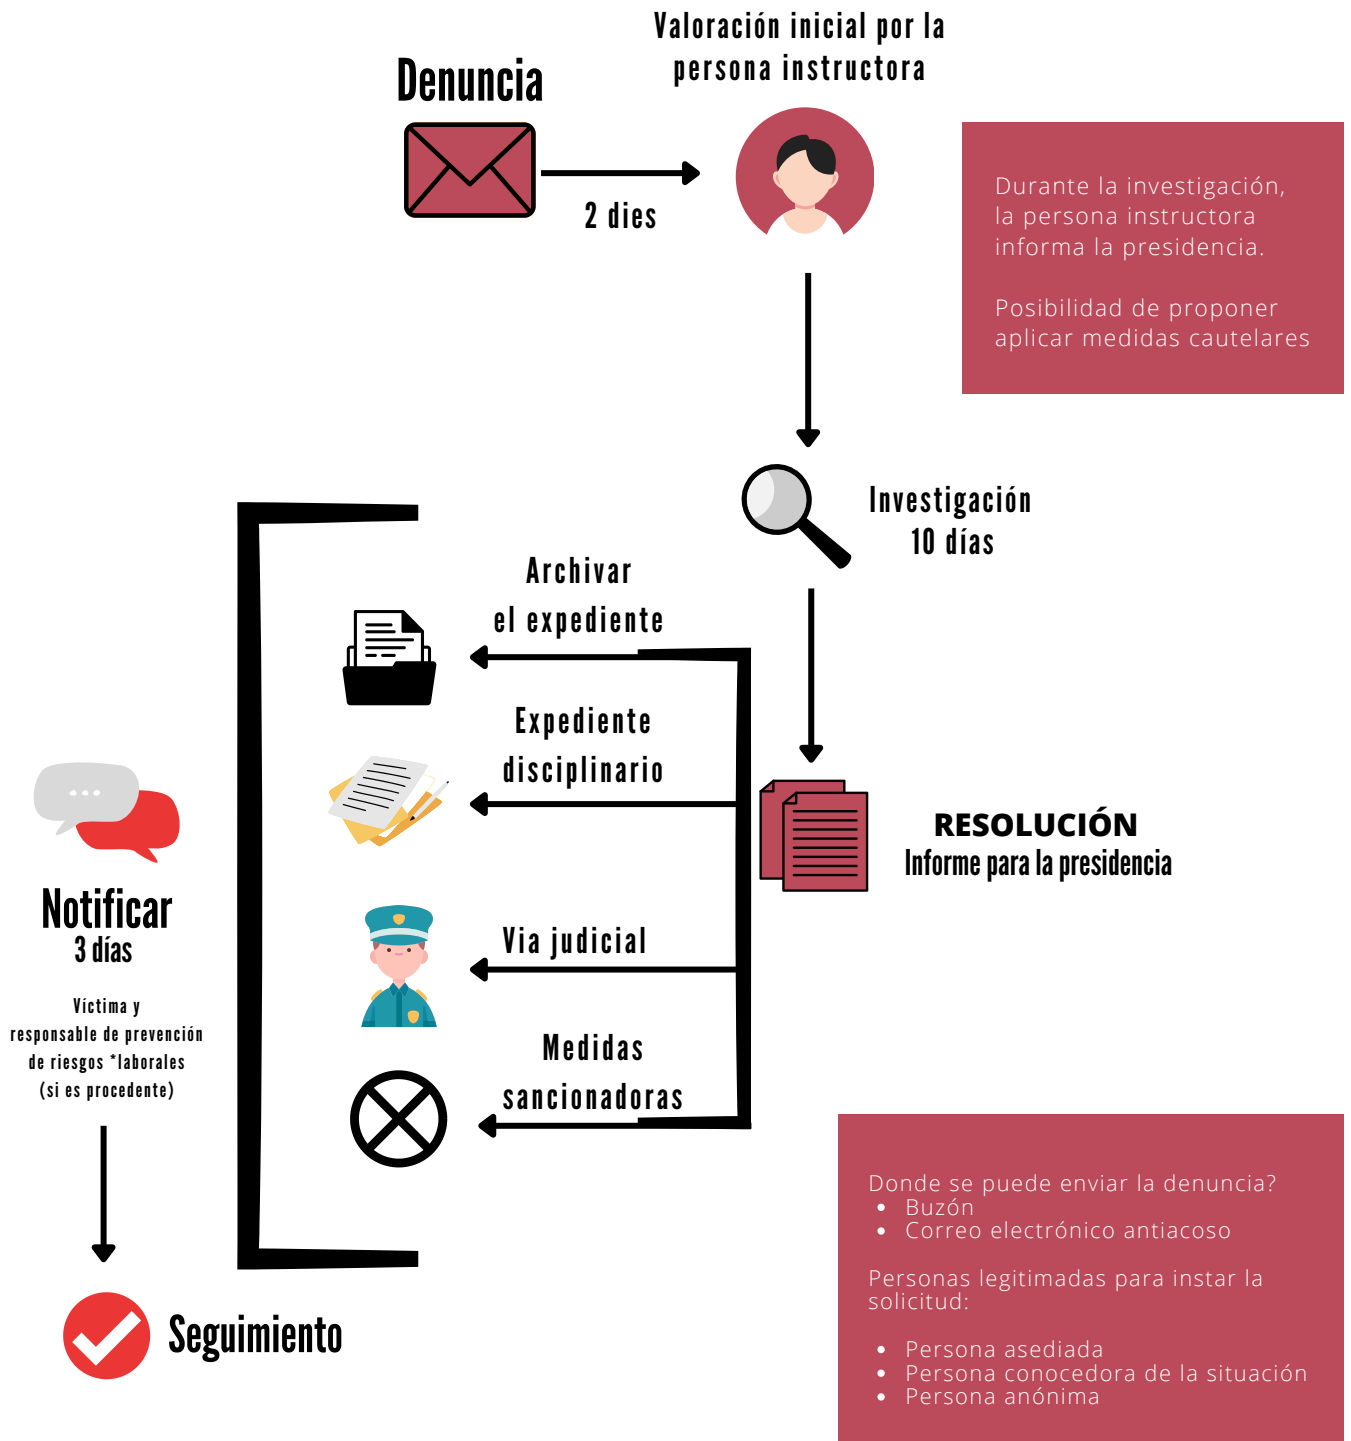 Denuncia
2 dies
Valoración inicial por la
persona instructora
Durante la investigación,
la persona instructora
informa la presidencia.
Posibilidad de proponer
aplicar medidas cautelares
Investigación
10 días
RESOLUCIÓN
Informe para la presidencia
Archivar
el expediente
Expediente
disciplinario
Via judicial
Medidas
sancionadoras
Notificar
3 días
Víctima y
responsable de prevención
de riesgos *laborales
(si es procedente)
Seguimiento
Donde se puede enviar la denuncia?
• Buzón
• Correo electrónico antiacoso
Personas legitimadas para instar la
solicitud:
• Persona asediada
• Persona conocedora de la situación
• Persona anónima